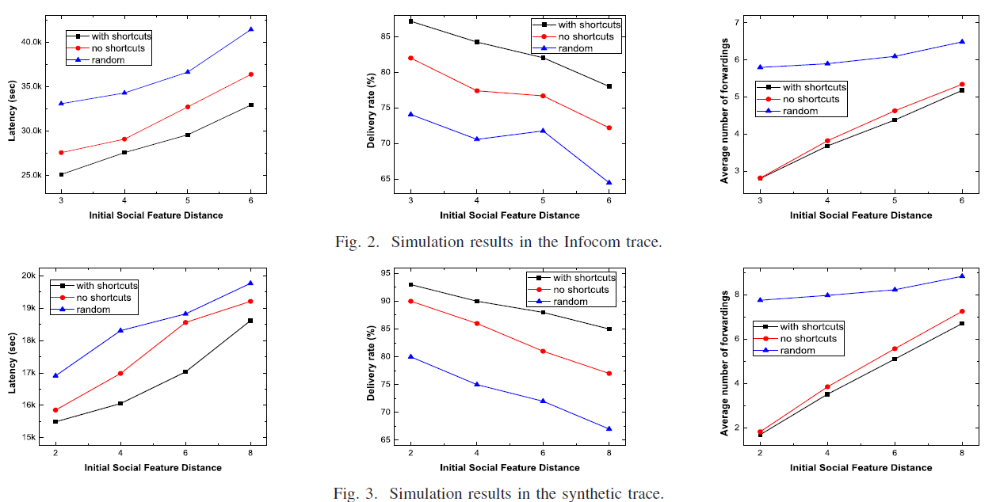 40.0k
35.0k
30.0k
25.0k
Latency (sec)
with shortcuts
no shortcuts
random
3 4 5 6
Initial Social Feature Distance
85
80
75
70
65
Delivery rate (%)
with shortcuts
no shortcuts
random
3 4 5 6
Initial Social Feature Distance
7
6
5
4
3
Average number of forwardings
with shortcuts
no shortcuts
random
3 4 5 6
Initial Social Feature Distance
Fig. 2. Simulation results in the Infocom trace.
20k
19k
18k
17k
16k
15k
Latency (sec)
with shortcuts
no shortcuts
random
2 4 6 8
Initial Social Feature Distance
95
90
85
80
75
70
65
Delivery rate (%)
with shortcuts
no shortcuts
random
2 4 6 8
Initial Social Feature Distance
8
6
4
2
Average number of forwardings
with shortcuts
no shortcuts
random
2 4 6 8
Initial Social Feature Distance
Fig. 3. Simulation results in the synthetic trace.